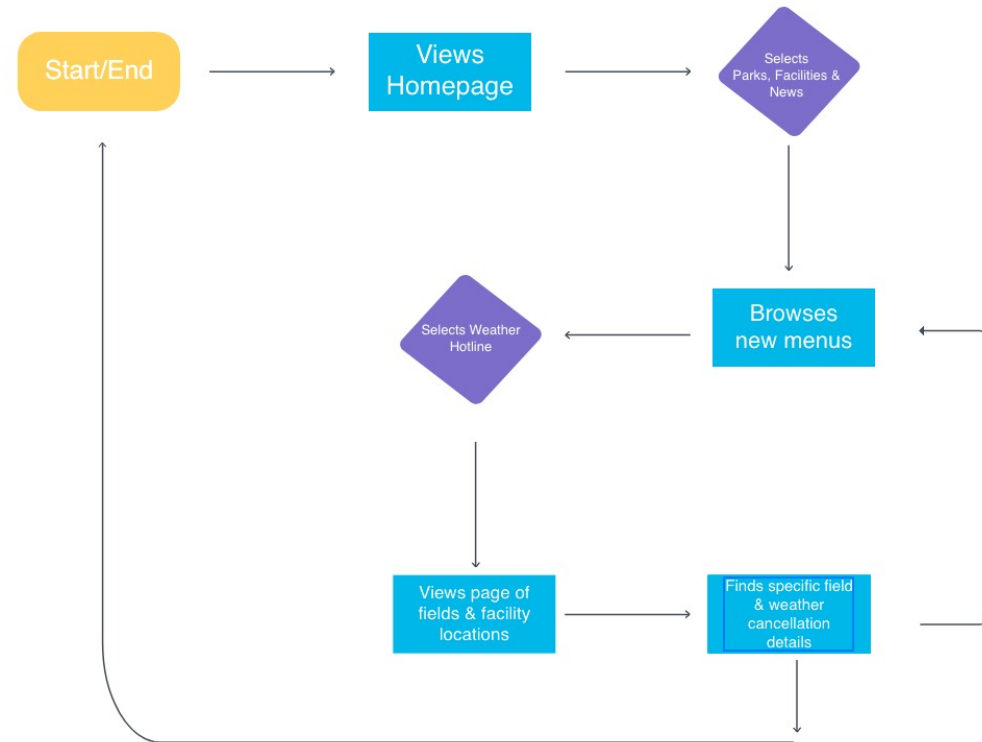 Start/End
Views
Homepage
Selects
Parks, Facilities &
News
Selects Weather
Hotline
Browses
new menus
Views page of
fields & facility
locations
Finds specific field
& weather
cancellation
details